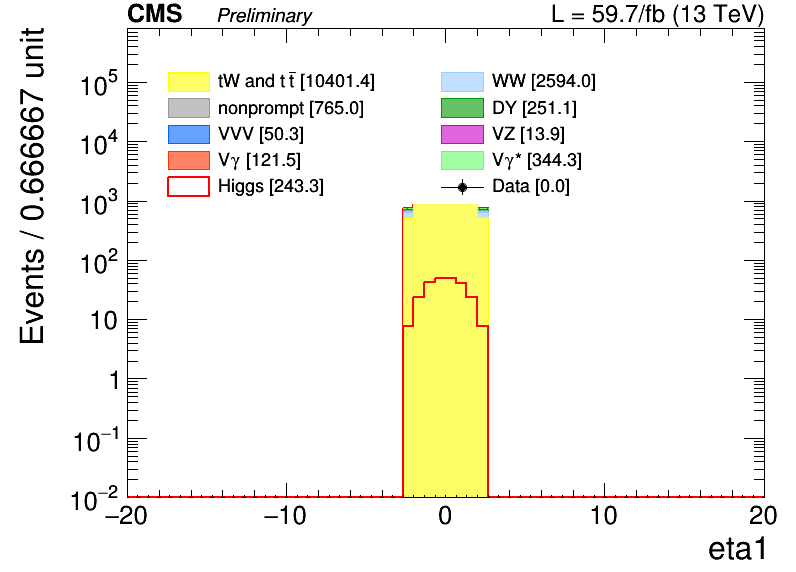 CMS Preliminary L = 59.7/fb (13 TeV)
Events / 0.666667 unit
tW and t t̅ [10401.4] WW [2594.0]
nonprompt [765.0] DY [251.1]
VVV [50.3] VZ [13.9]
Vγ [121.5] Vγ* [344.3]
Higgs [243.3] Data [0.0]
10⁵
10⁴
10³
10²
10
1
10⁻¹
10⁻²
−20 −10 0 10 20
eta1